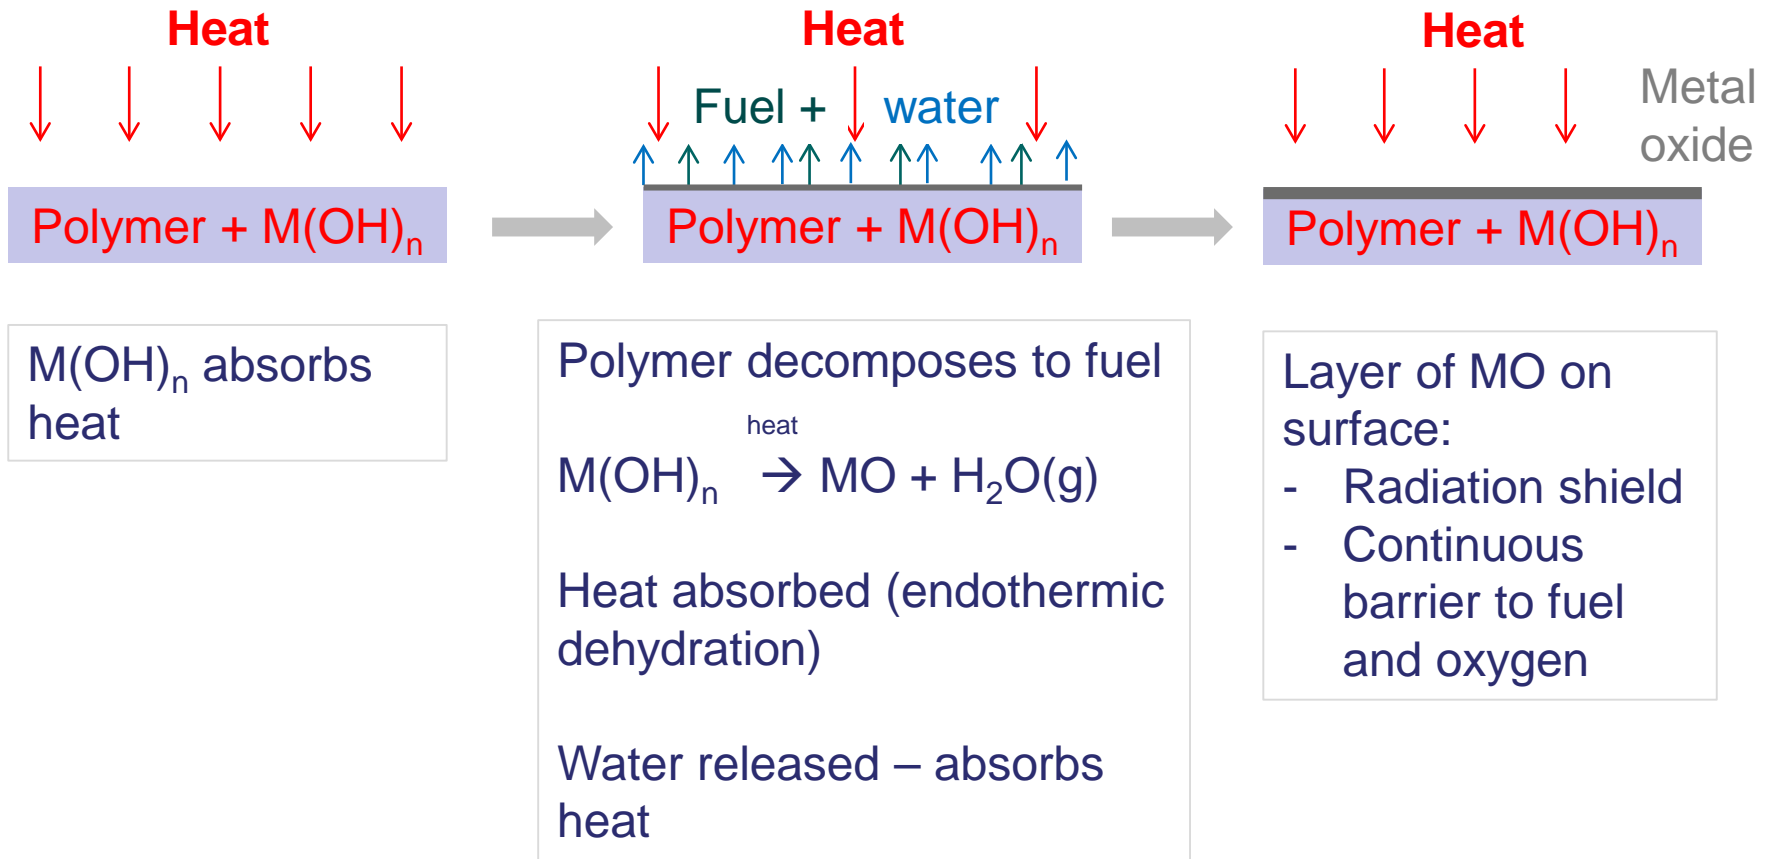 Heat
Polymer + M(OH)n
M(OH)n absorbs
heat
Heat
Fuel + water
Polymer + M(OH)n
Polymer decomposes to fuel
heat
M(OH)n → MO + H2O(g)
Heat absorbed (endothermic
dehydration)
Water released – absorbs
heat
Heat
Metal
oxide
Polymer + M(OH)n
Layer of MO on
surface:
- Radiation shield
- Continuous
barrier to fuel
and oxygen